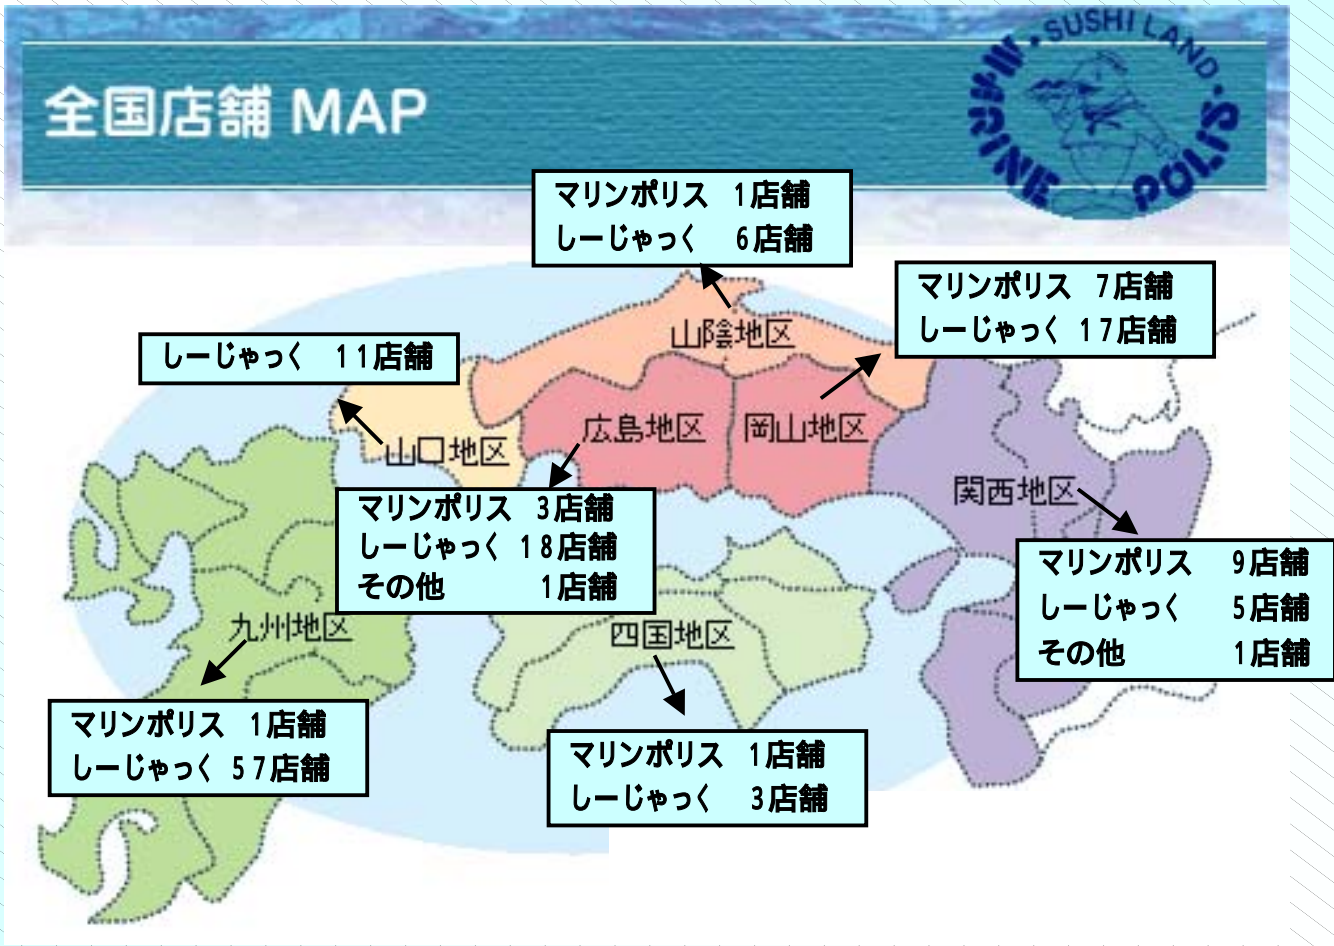 SUSHI LAND
MARINE POLIS
全国店舗 MAP
マリンポリス 1店舗
しーじゃっく 6店舗
マリンポリス 7店舗
しーじゃっく 17店舗
山陰地区
しーじゃっく 11店舗
広島地区
岡山地区
山口地区
関西地区
マリンポリス 3店舗
しーじゃっく 18店舗
その他 1店舗
マリンポリス 9店舗
しーじゃっく 5店舗
その他 1店舗
九州地区
四国地区
マリンポリス 1店舗
しーじゃっく 57店舗
マリンポリス 1店舗
しーじゃっく 3店舗